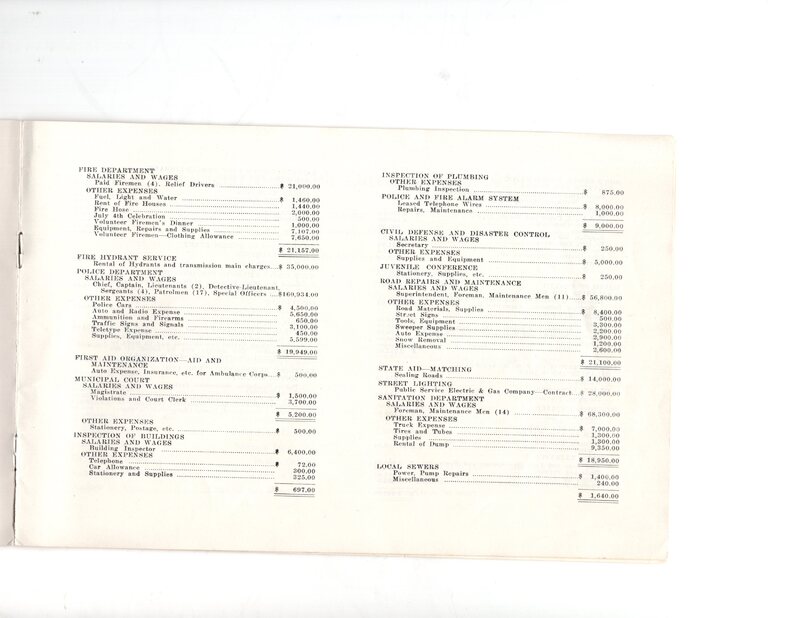 FIRE DEPARTMENT
SALARIES AND WAGES
Paid Firemen (4), Relief Drivers $ 21,000.00
OTHER EXPENSES
Fuel, Light and Water $ 1,460.00
Rent of Fire Houses 1,440.00
Fire Hose 2,000.00
July 4th Celebration 500.00
Volunteer Firemen's Dinner 1,000.00
Equipment, Repairs and Supplies 7,107.00
Volunteer Firemen—Clothing Allowance 7,650.00
$ 21,157.00
FIRE HYDRANT SERVICE
Rental of Hydrants and transmission main charges $ 35,000.00
POLICE DEPARTMENT
SALARIES AND WAGES
Chief, Captain, Lieutenants (2), Detective-Lieutenant,
Sergeants (4), Patrolmen (17), Special Officers $160,934.00
OTHER EXPENSES
Police Cars $ 4,500.00
Auto and Radio Expense 5,650.00
Ammunition and Firearms 650.00
Traffic Signs and Signals 3,100.00
Teletype Expense 450.00
Supplies, Equipment, etc. 5,599.00
$ 19,949.00
FIRST AID ORGANIZATION—AID AND
MAINTENANCE
Auto Expense, Insurance, etc. for Ambulance Corps $ 500.00
MUNICIPAL COURT
SALARIES AND WAGES
Magistrate $ 1,500.00
Violations and Court Clerk 3,700.00
$ 5,200.00
OTHER EXPENSES
Stationery, Postage, etc. $ 500.00
INSPECTION OF BUILDINGS
SALARIES AND WAGES
Building Inspector $ 6,400.00
OTHER EXPENSES
Telephone $ 72.00
Car Allowance 300.00
Stationery and Supplies 325.00
$ 697.00
INSPECTION OF PLUMBING
OTHER EXPENSES
Plumbing Inspection $ 875.00
POLICE AND FIRE ALARM SYSTEM
Leased Telephone Wires $ 8,000.00
Repairs, Maintenance 1,000.00
$ 9,000.00
CIVIL DEFENSE AND DISASTER CONTROL
SALARIES AND WAGES
Secretary $ 250.00
OTHER EXPENSES
Supplies and Equipment $ 5,000.00
JUVENILE CONFERENCE
Stationery, Supplies, etc. $ 250.00
ROAD REPAIRS AND MAINTENANCE
SALARIES AND WAGES
Superintendent, Foreman, Maintenance Men (11) $ 56,800.00
OTHER EXPENSES
Road Materials, Supplies $ 8,400.00
Street Signs 500.00
Tools, Equipment 3,300.00
Sweeper Supplies 2,200.00
Auto Expense 2,900.00
Snow Removal 1,200.00
Miscellaneous 2,600.00
$ 21,100.00
STATE AID—MATCHING
Sealing Roads $ 14,000.00
STREET LIGHTING
Public Service Electric & Gas Company—Contract $ 28,000.00
SANITATION DEPARTMENT
SALARIES AND WAGES
Foreman, Maintenance Men (14) $ 68,300.00
OTHER EXPENSES
Truck Expense $ 7,000.00
Tires and Tubes 1,300.00
Supplies 1,300.00
Rental of Dump 9,350.00
$ 18,950.00
LOCAL SEWERS
Power, Pump Repairs $ 1,400.00
Miscellaneous 240.00
$ 1,640.00